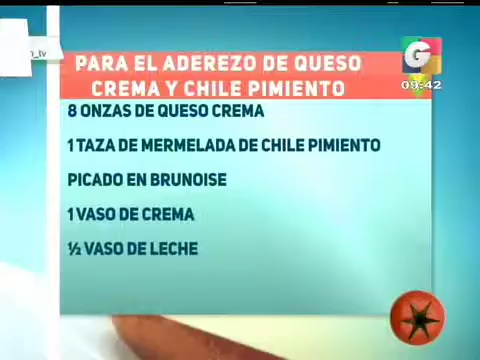 n_tv
PARA EL ADEREZO DE QUESO
CREMA Y CHILE PIMIENTO
G
09:42
8 ONZAS DE QUESO CREMA
1 TAZA DE MERMELADA DE CHILE PIMIENTO
PICADO EN BRUNOISE
1 VASO DE CREMA
½ VASO DE LECHE